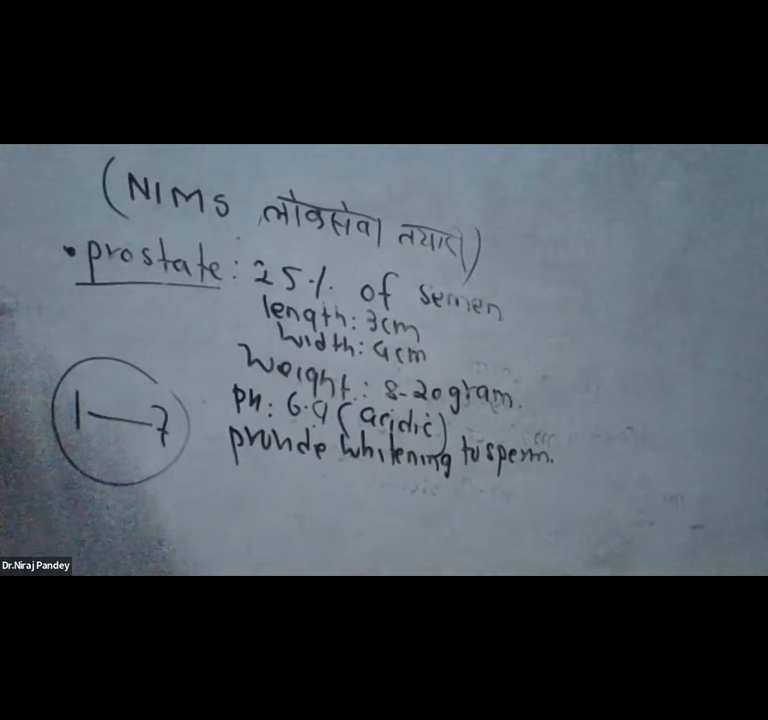 (NIMS लोकसेवा तयारी)
• prostate: 25% of semen
length: 3cm
width: 4cm
weight: 8-20gram.
PH: 6.4 (acidic)
provide whitening to sperm.
1—7
Dr.Niraj Pandey